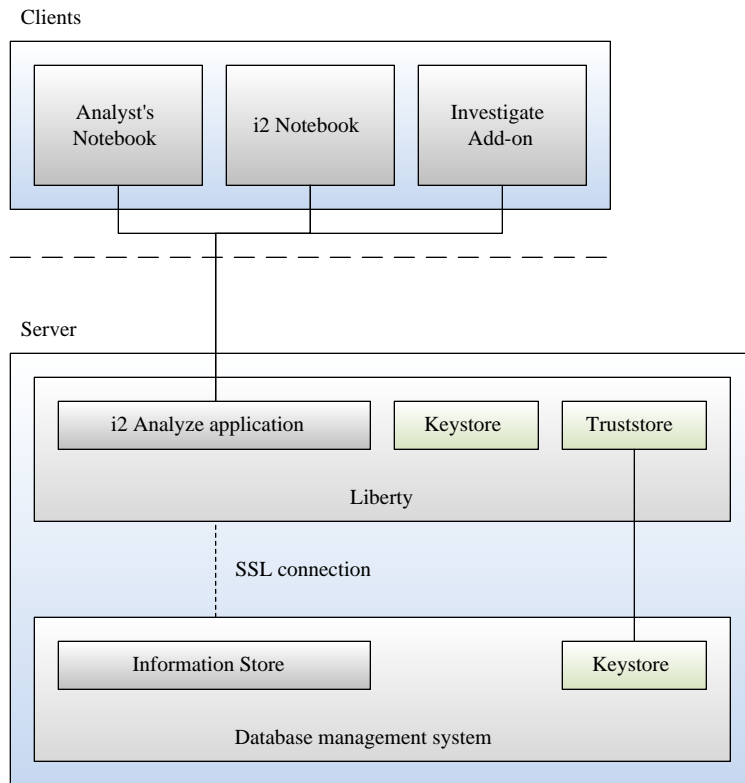 Clients
Analyst's
Notebook
i2 Notebook
Investigate
Add-on
Server
i2 Analyze application
Keystore
Truststore
Liberty
SSL connection
Information Store
Keystore
Database management system